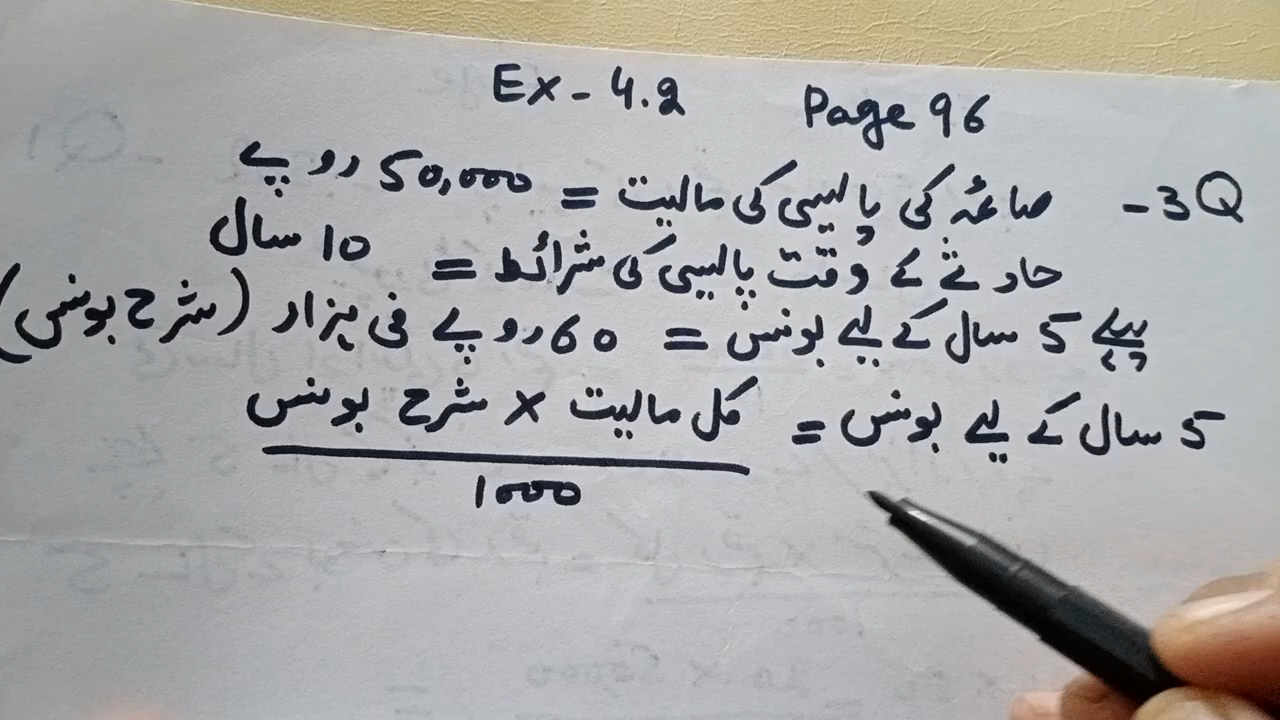 Ex - 4.2 Page 96
3Q - صائمہ کی پالیسی کی مالیت = 50,000 روپے
حادثے کے وقت پالیسی کی شرائط = 10 سال
پہلے 5 سال کے لیے بونس = 60 روپے فی ہزار (شرح بونس)
5 سال کے لیے بونس = کل مالیت × شرح بونس
1000